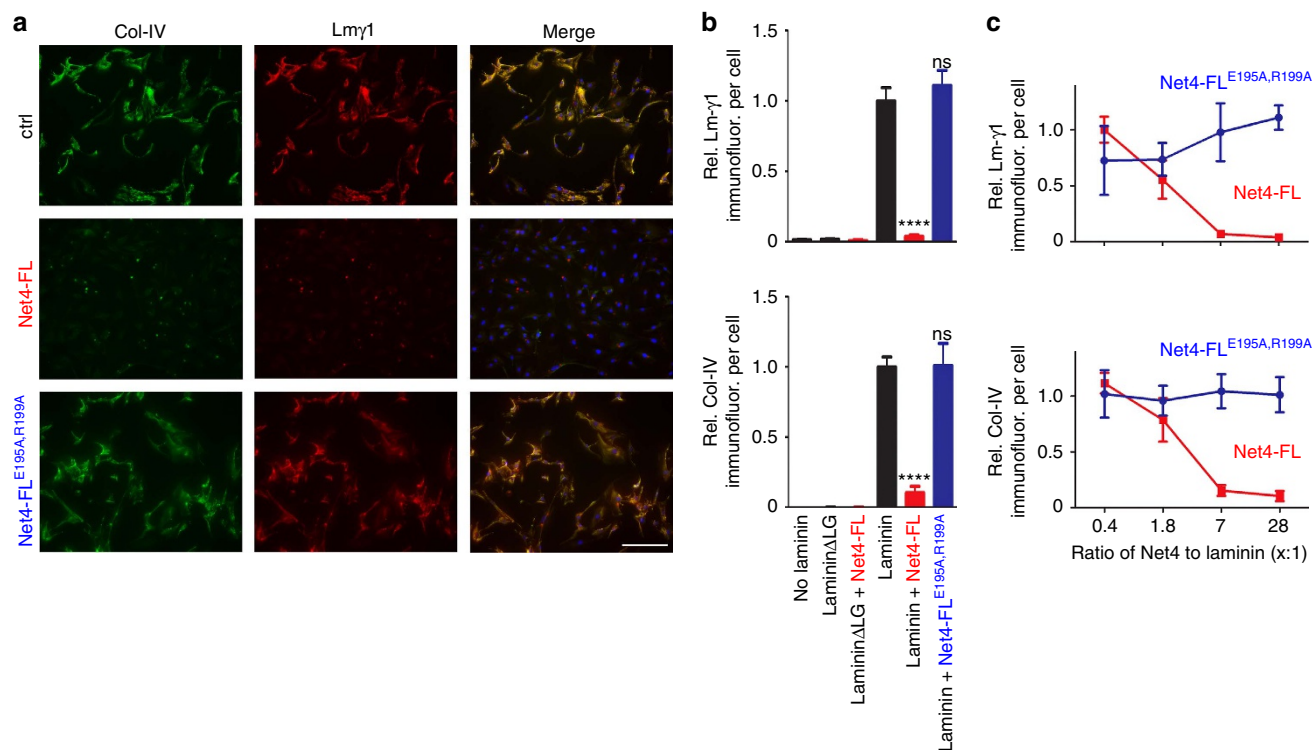 a
Col-IV
Lmγ1
Merge
ctrl
Net4-FL
Net4-FL^E195A,R199A
b
Rel. Lm-γ1
immunofluor. per cell
1.5
1.0
0.5
0
****
ns
Rel. Col-IV
immunofluor. per cell
1.5
1.0
0.5
0
****
ns
No laminin
LamininΔLG
LamininΔLG + Net4-FL
Laminin
Laminin + Net4-FL
Laminin + Net4-FL^E195A,R199A
c
Rel. Lm-γ1
immunofluor. per cell
1.0
0.5
0
Net4-FL^E195A,R199A
Net4-FL
Rel. Col-IV
immunofluor. per cell
1.0
0.5
0
Net4-FL^E195A,R199A
Net4-FL
0.4 1.8 7 28
Ratio of Net4 to laminin (x:1)